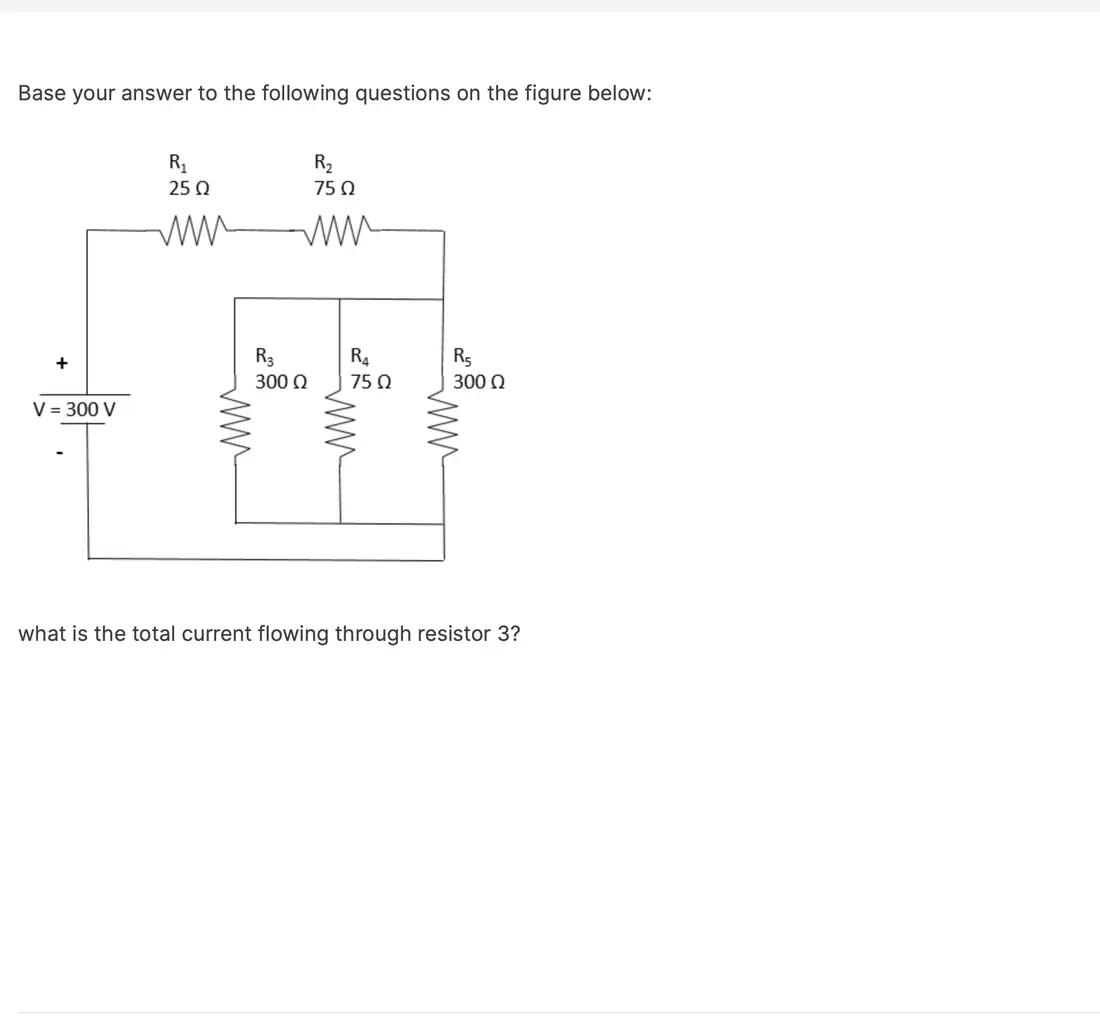 Base your answer to the following questions on the figure below:
R₁ R₂
25 Ω 75 Ω
+ R₃ R₄ R₅
300 Ω 75 Ω 300 Ω
V = 300 V
-
what is the total current flowing through resistor 3?